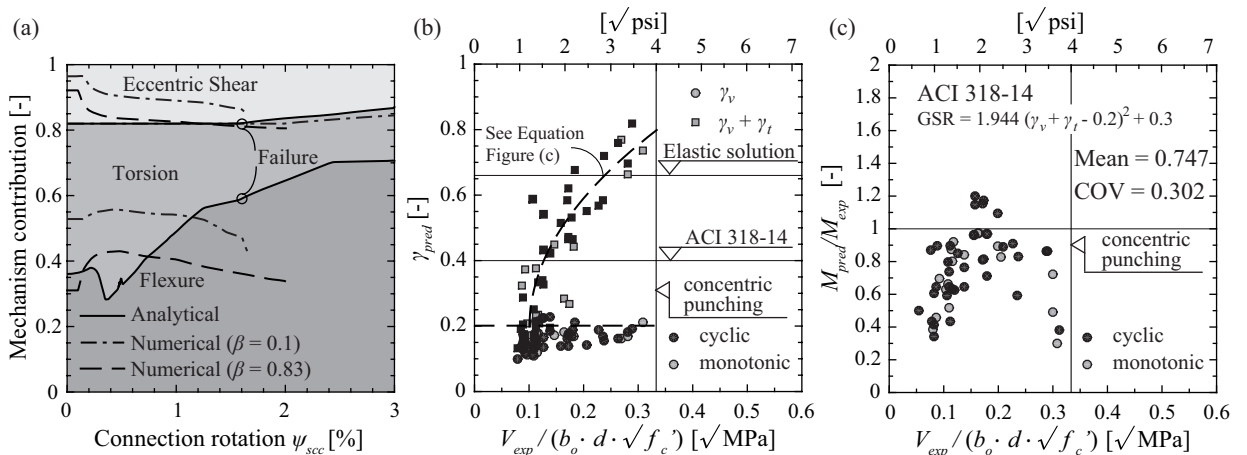 (a)
Mechanism contribution [-]
1
0.8
0.6
0.4
0.2
0
0
1
2
3
Connection rotation ψscc [%]
Eccentric Shear
Failure
Torsion
Flexure
Analytical
Numerical (β = 0.1)
Numerical (β = 0.83)
(b)
[√ psi]
0
1
2
3
4
5
6
7
γpred [-]
1
0.8
0.6
0.4
0.2
0
γv
γv + γt
See Equation
Figure (c)
Elastic solution
ACI 318-14
concentric
punching
cyclic
monotonic
0
0.1
0.2
0.3
0.4
0.5
0.6
Vexp / (bo · d · √ fc’) [√ MPa]
(c)
[√ psi]
0
1
2
3
4
5
6
7
Mpred/Mexp [-]
2
1.8
1.6
1.4
1.2
1
0.8
0.6
0.4
0.2
0
ACI 318-14
GSR = 1.944 (γv + γt - 0.2)² + 0.3
Mean = 0.747
COV = 0.302
concentric
punching
cyclic
monotonic
0
0.1
0.2
0.3
0.4
0.5
0.6
Vexp / (bo · d · √ fc’) [√ MPa]